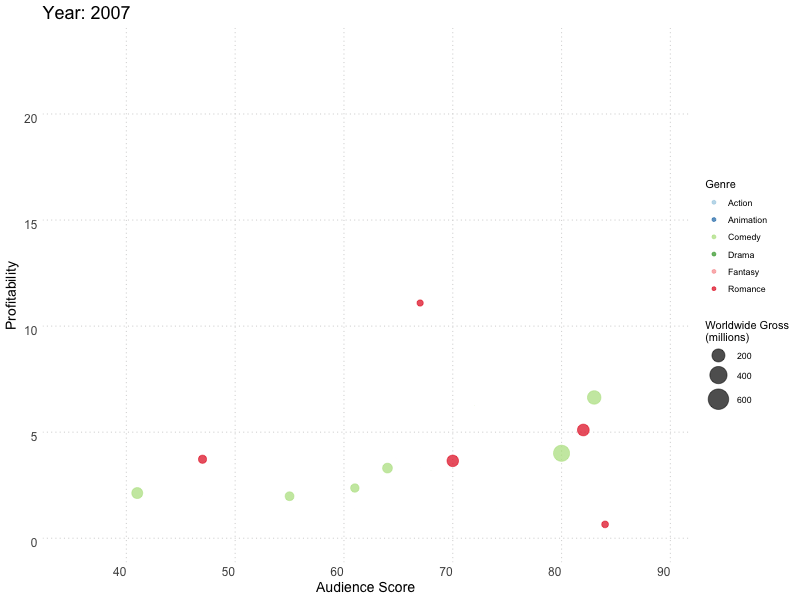 Year: 2007
20
15
10
5
0
Profitability
40 50 60 70 80 90
Audience Score
Genre
Action
Animation
Comedy
Drama
Fantasy
Romance
Worldwide Gross
(millions)
200
400
600